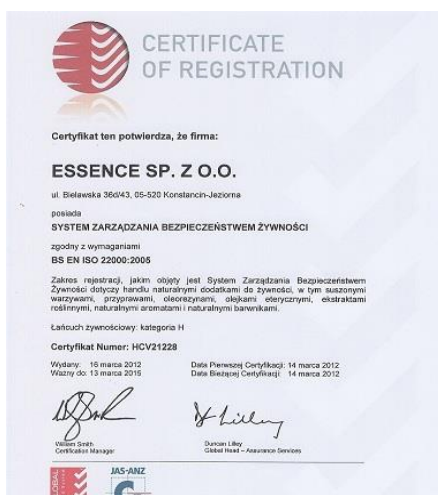 CERTIFICATE
OF REGISTRATION
Certyfikat ten potwierdza, że firma:
ESSENCE SP. Z O.O.
ul. Bielawska 36d/43, 05-520 Konstancin-Jeziorna
posiada
SYSTEM ZARZĄDZANIA BEZPIECZEŃSTWEM ŻYWNOŚCI
zgodny z wymaganiami
BS EN ISO 22000:2005
Zakres rejestracji, jakim objęty jest System Zarządzania Bezpieczeństwem
Żywności dotyczy handlu naturalnymi dodatkami do żywności, w tym suszonymi
warzywami, przyprawami, oleorezynami, olejkami eterycznymi, ekstraktami
roślinnymi, naturalnymi aromatami i naturalnymi barwnikami.
Łańcuch żywnościowy: kategoria H
Certyfikat Numer: HCV21228
Wydany: 16 marca 2012 Data Pierwszej Certyfikacji: 14 marca 2012
Ważny do: 13 marca 2015 Data Bieżącej Certyfikacji: 14 marca 2012
William Smith Duncan Lilley
Certification Manager Global Head – Assurance Services
GLOBAL
JAS-ANZ